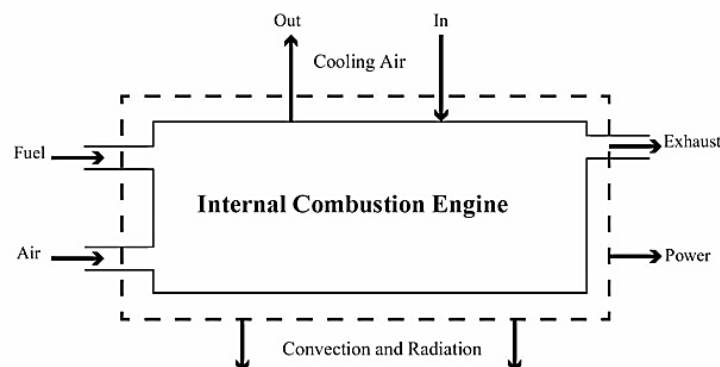 Out
In
Cooling Air
Fuel
Exhaust
Internal Combustion Engine
Air
Power
Convection and Radiation